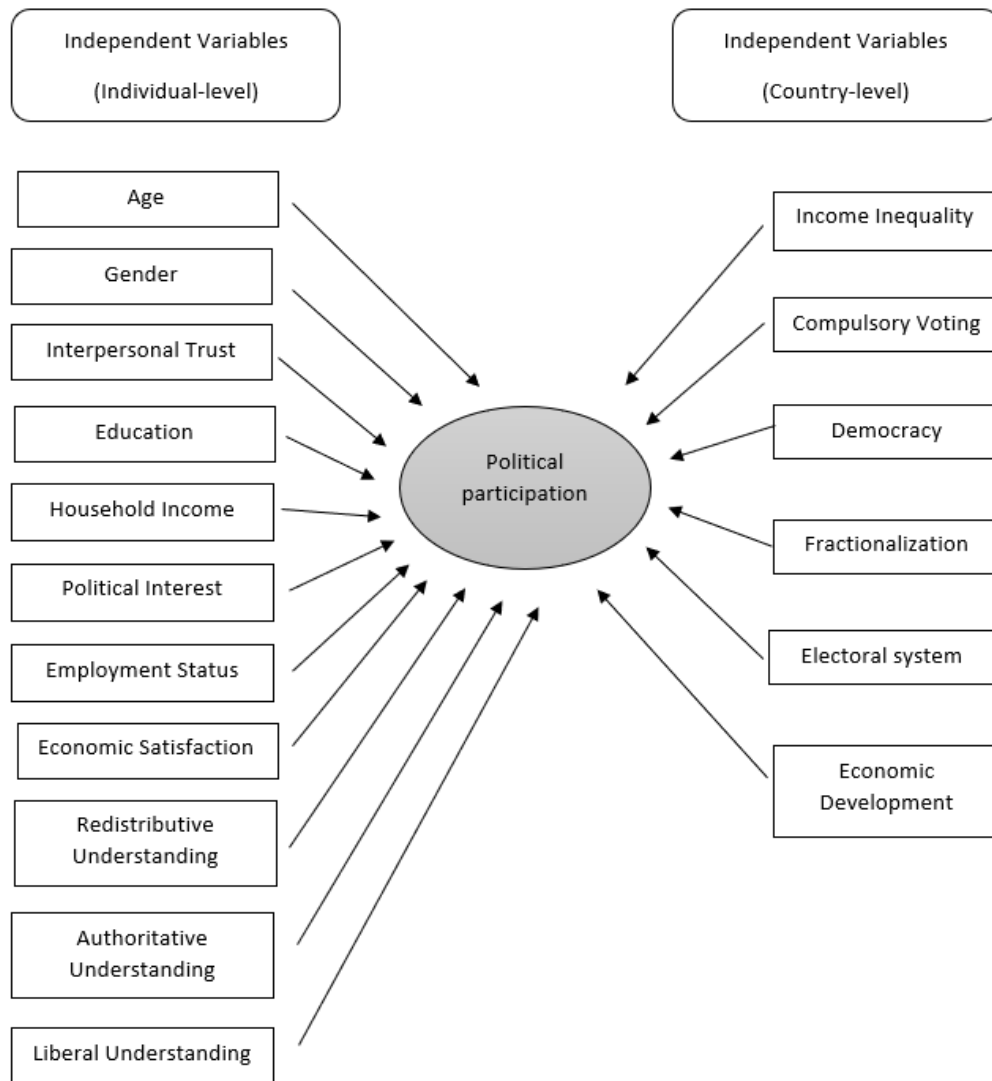 Independent Variables
(Individual-level)
Independent Variables
(Country-level)
Age
Gender
Interpersonal Trust
Education
Household Income
Political Interest
Employment Status
Economic Satisfaction
Redistributive
Understanding
Authoritative
Understanding
Liberal Understanding
Political
participation
Income Inequality
Compulsory Voting
Democracy
Fractionalization
Electoral system
Economic
Development